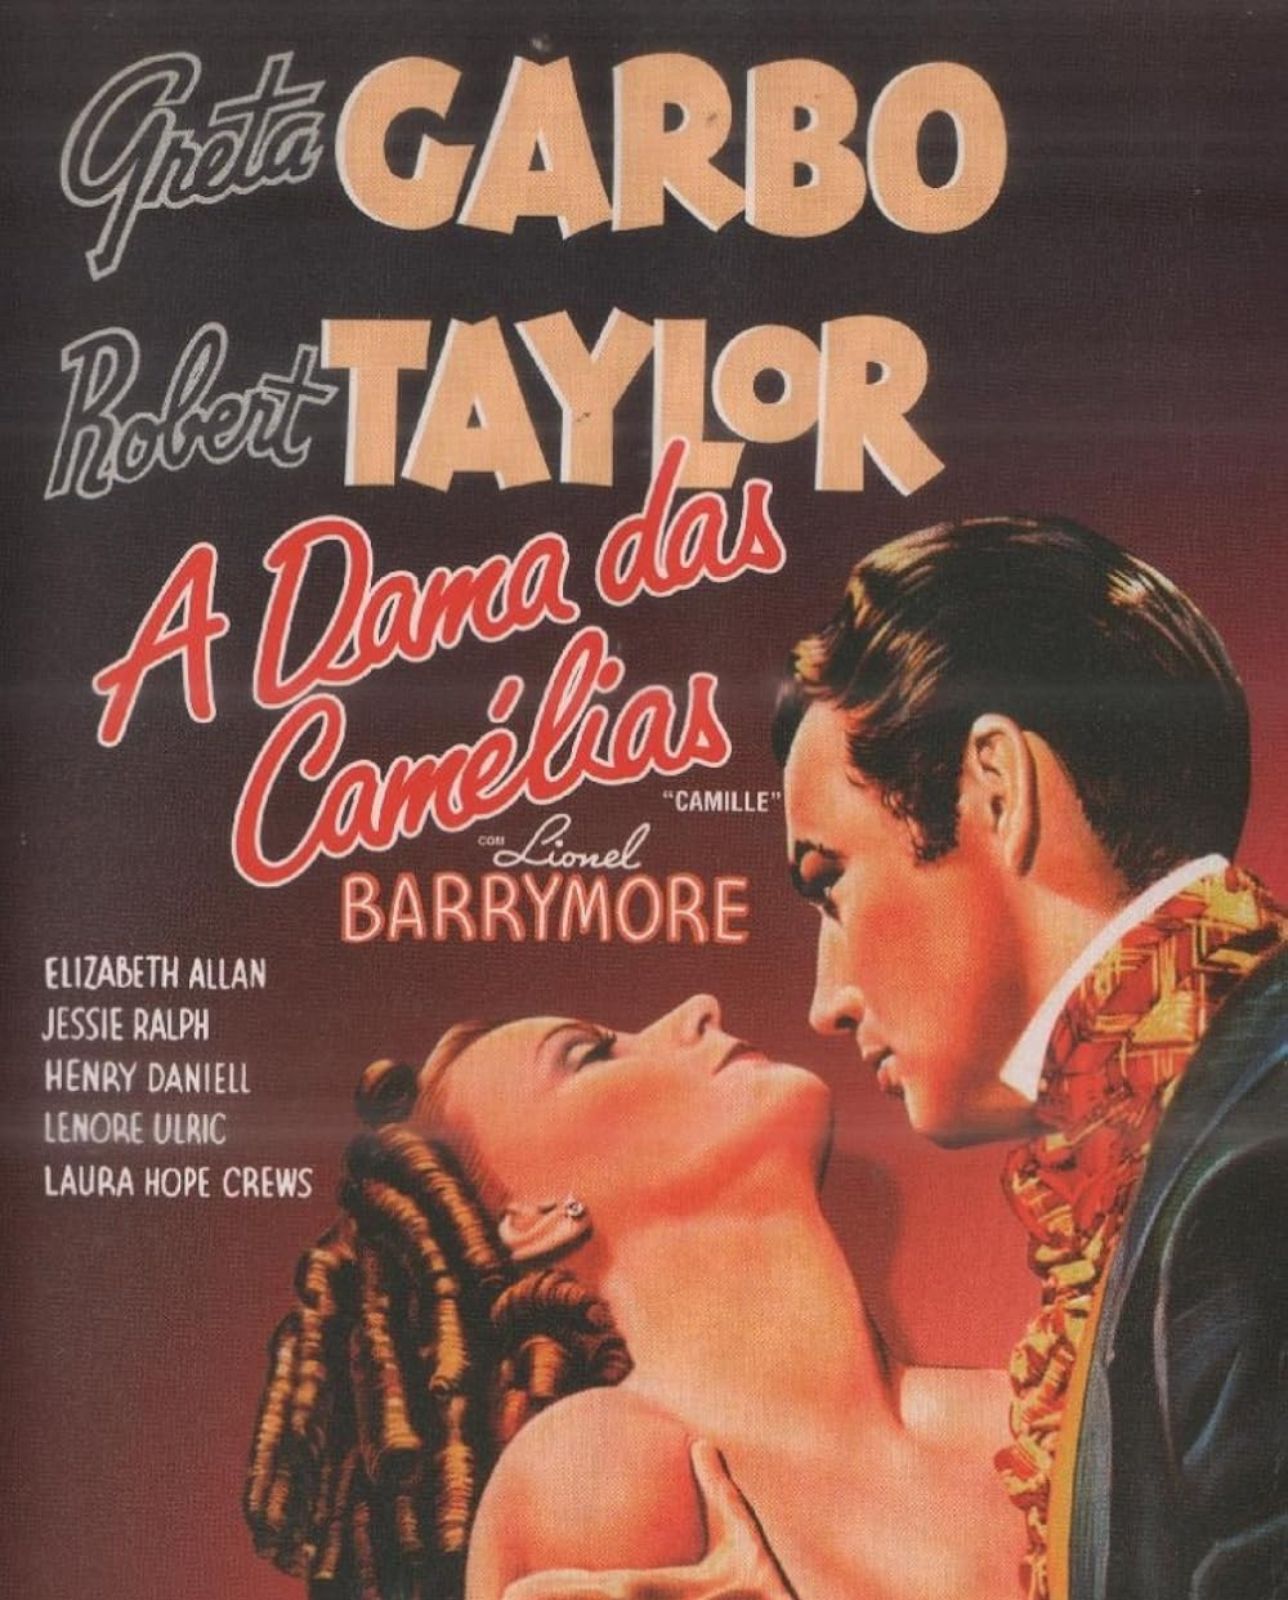 Greta GARBO
Robert TAYLOR
A Dama das
Camélias
"CAMILLE"
COM Lionel
BARRYMORE
ELIZABETH ALLAN
JESSIE RALPH
HENRY DANIELL
LENORE ULRIC
LAURA HOPE CREWS